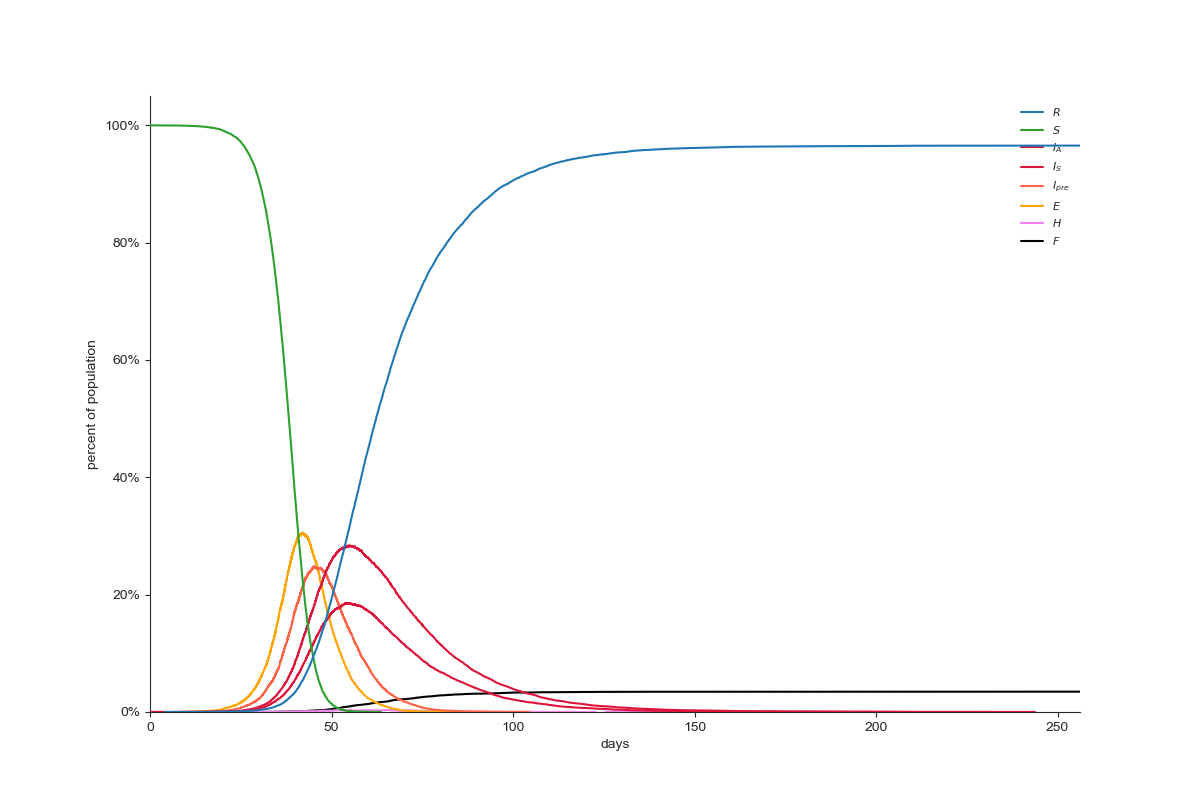 100%
80%
60%
40%
20%
0%
percent of population
0 50 100 150 200 250
days
R
S
I_A
I_S
I_pre
E
H
F